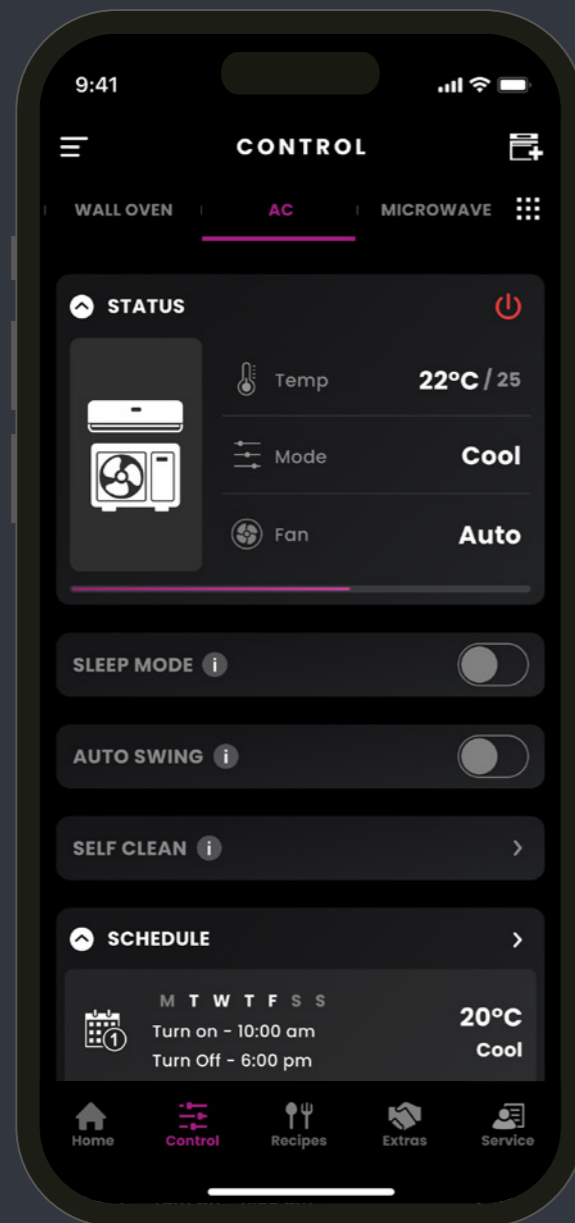 9:41
CONTROL
WALL OVEN AC MICROWAVE
STATUS
Temp 22°C / 25
Mode Cool
Fan Auto
SLEEP MODE i
AUTO SWING i
SELF CLEAN i
SCHEDULE
M T W T F S S
1
Turn on - 10:00 am
Turn Off - 6:00 pm
20°C
Cool
Home Control Recipes Extras Service